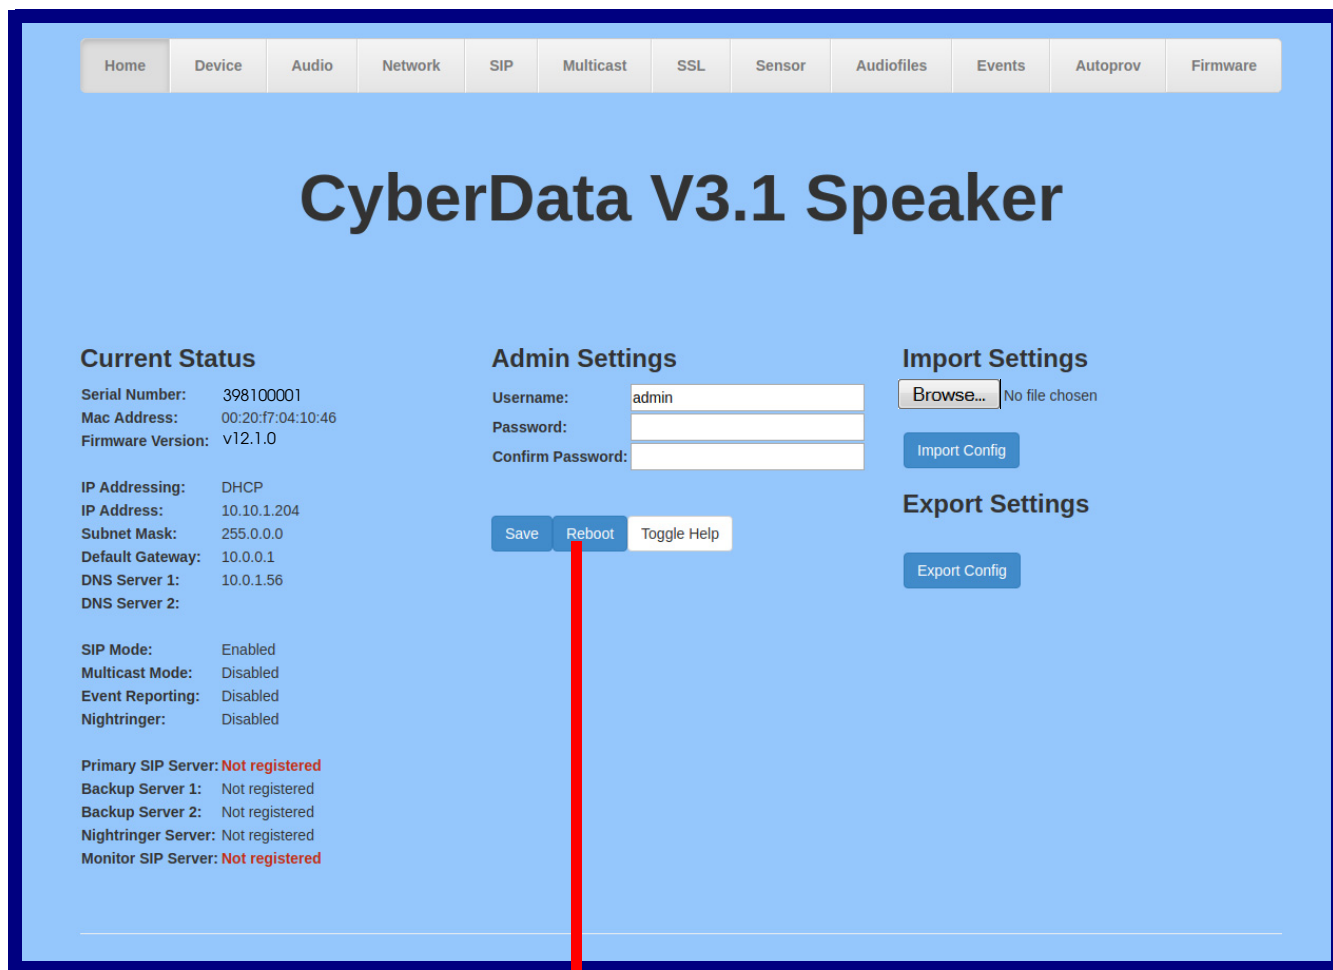 Home Device Audio Network SIP Multicast SSL Sensor Audiofiles Events Autoprov Firmware
CyberData V3.1 Speaker
Current Status
Serial Number: 398100001
Mac Address: 00:20:f7:04:10:46
Firmware Version: v12.1.0
IP Addressing: DHCP
IP Address: 10.10.1.204
Subnet Mask: 255.0.0.0
Default Gateway: 10.0.0.1
DNS Server 1: 10.0.1.56
DNS Server 2:
SIP Mode: Enabled
Multicast Mode: Disabled
Event Reporting: Disabled
Nightringer: Disabled
Primary SIP Server: Not registered
Backup Server 1: Not registered
Backup Server 2: Not registered
Nightringer Server: Not registered
Monitor SIP Server: Not registered
Admin Settings
Username: admin
Password:
Confirm Password:
Save Reboot Toggle Help
Import Settings
Browse... No file chosen
Import Config
Export Settings
Export Config